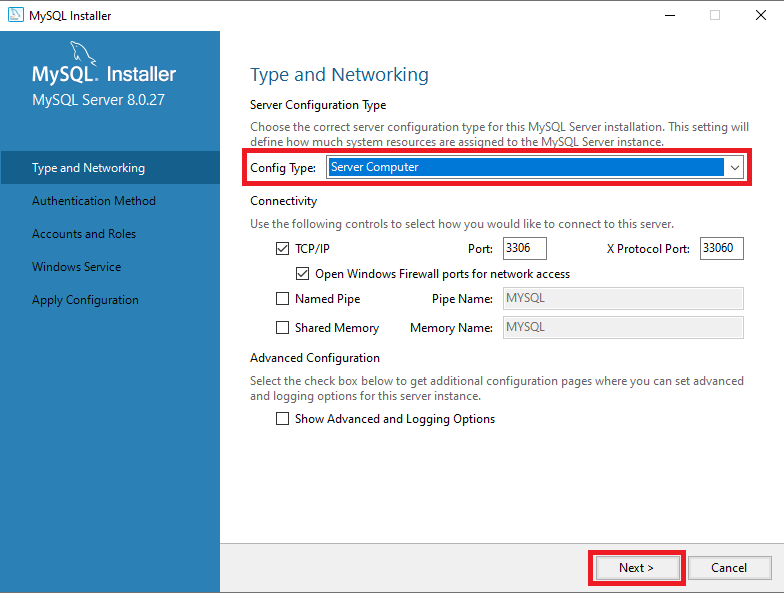 MySQL Installer
MySQL. Installer
MySQL Server 8.0.27
Type and Networking
Authentication Method
Accounts and Roles
Windows Service
Apply Configuration
Type and Networking
Server Configuration Type
Choose the correct server configuration type for this MySQL Server installation. This setting will
define how much system resources are assigned to the MySQL Server instance.
Config Type: Server Computer
Connectivity
Use the following controls to select how you would like to connect to this server.
TCP/IP Port: 3306 X Protocol Port: 33060
Open Windows Firewall ports for network access
Named Pipe Pipe Name: MYSQL
Shared Memory Memory Name: MYSQL
Advanced Configuration
Select the check box below to get additional configuration pages where you can set advanced
and logging options for this server instance.
Show Advanced and Logging Options
Next > Cancel